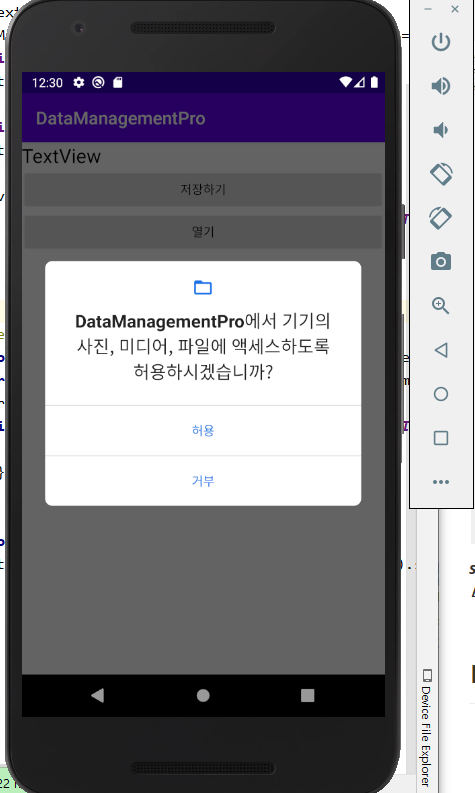 12:30
DataManagementPro
TextView
저장하기
열기
DataManagementPro에서 기기의
사진, 미디어, 파일에 액세스하도록
허용하시겠습니까?
허용
거부
Device File Explorer